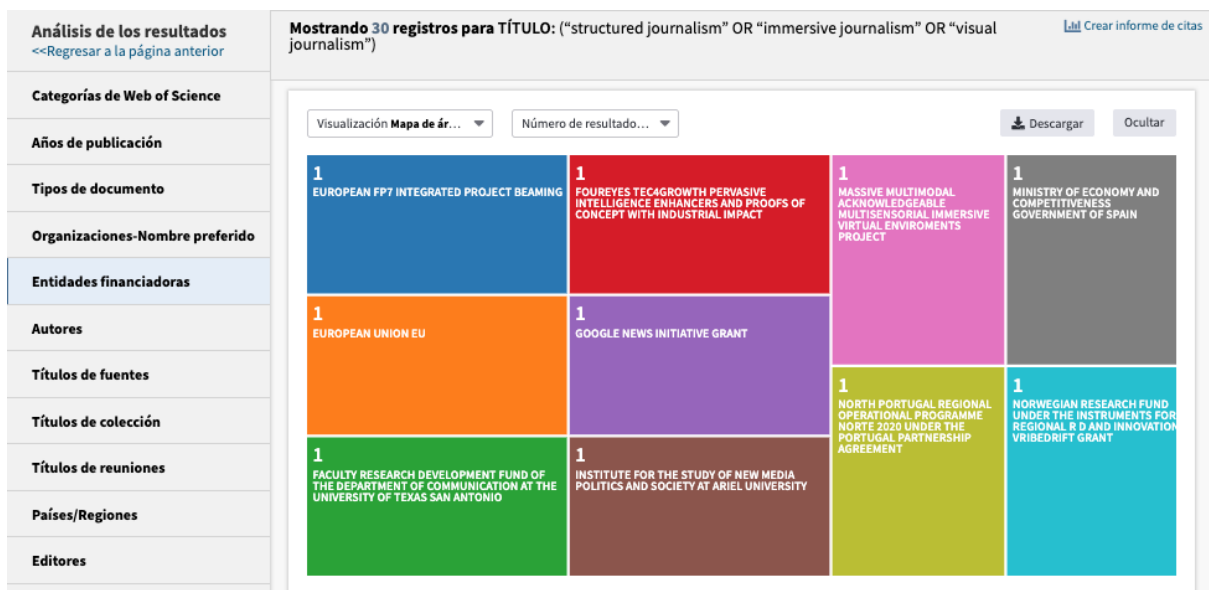 Análisis de los resultados
<<Regresar a la página anterior
Categorías de Web of Science
Años de publicación
Tipos de documento
Organizaciones-Nombre preferido
Entidades financiadoras
Autores
Títulos de fuentes
Títulos de colección
Títulos de reuniones
Países/Regiones
Editores
Mostrando 30 registros para TÍTULO: (“structured journalism” OR “immersive journalism” OR “visual
journalism”)
Crear informe de citas
Visualización Mapa de ár...
Número de resultado...
Descargar
Ocultar
1
EUROPEAN FP7 INTEGRATED PROJECT BEAMING
1
FOUREYES TEC4GROWTH PERVASIVE
INTELLIGENCE ENHANCERS AND PROOFS OF
CONCEPT WITH INDUSTRIAL IMPACT
1
MASSIVE MULTIMODAL
ACKNOWLEDGEABLE
MULTISENSORIAL IMMERSIVE
VIRTUAL ENVIROMENTS
PROJECT
1
MINISTRY OF ECONOMY AND
COMPETITIVENESS
GOVERNMENT OF SPAIN
1
EUROPEAN UNION EU
1
GOOGLE NEWS INITIATIVE GRANT
1
NORTH PORTUGAL REGIONAL
OPERATIONAL PROGRAMME
NORTE 2020 UNDER THE
PORTUGAL PARTNERSHIP
AGREEMENT
1
NORWEGIAN RESEARCH FUND
UNDER THE INSTRUMENTS FOR
REGIONAL R D AND INNOVATION
VRIBEDRIFT GRANT
1
FACULTY RESEARCH DEVELOPMENT FUND OF
THE DEPARTMENT OF COMMUNICATION AT THE
UNIVERSITY OF TEXAS SAN ANTONIO
1
INSTITUTE FOR THE STUDY OF NEW MEDIA
POLITICS AND SOCIETY AT ARIEL UNIVERSITY